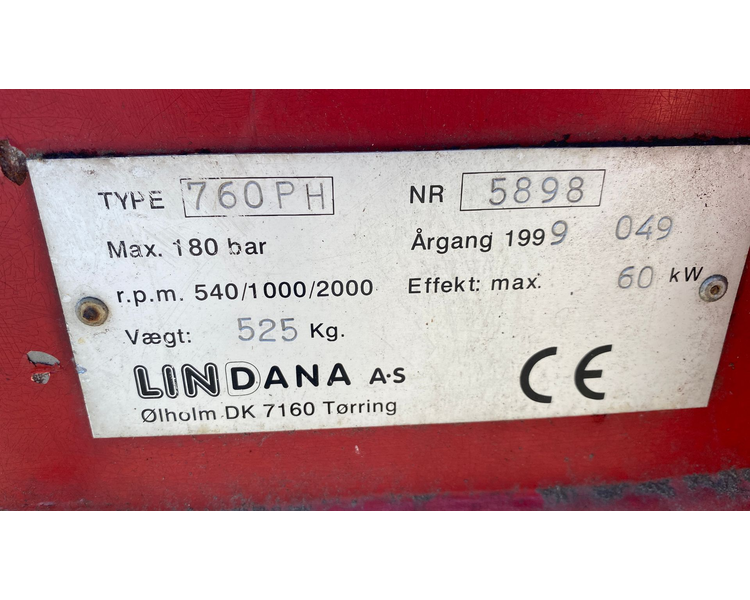 TYPE 760PH NR 5898
Max. 180 bar Årgang 1999 049
r.p.m. 540/1000/2000 Effekt: max. 60 kW
Vægt: 525 Kg.
LINDANA A·S CE
Ølholm DK 7160 Tørring